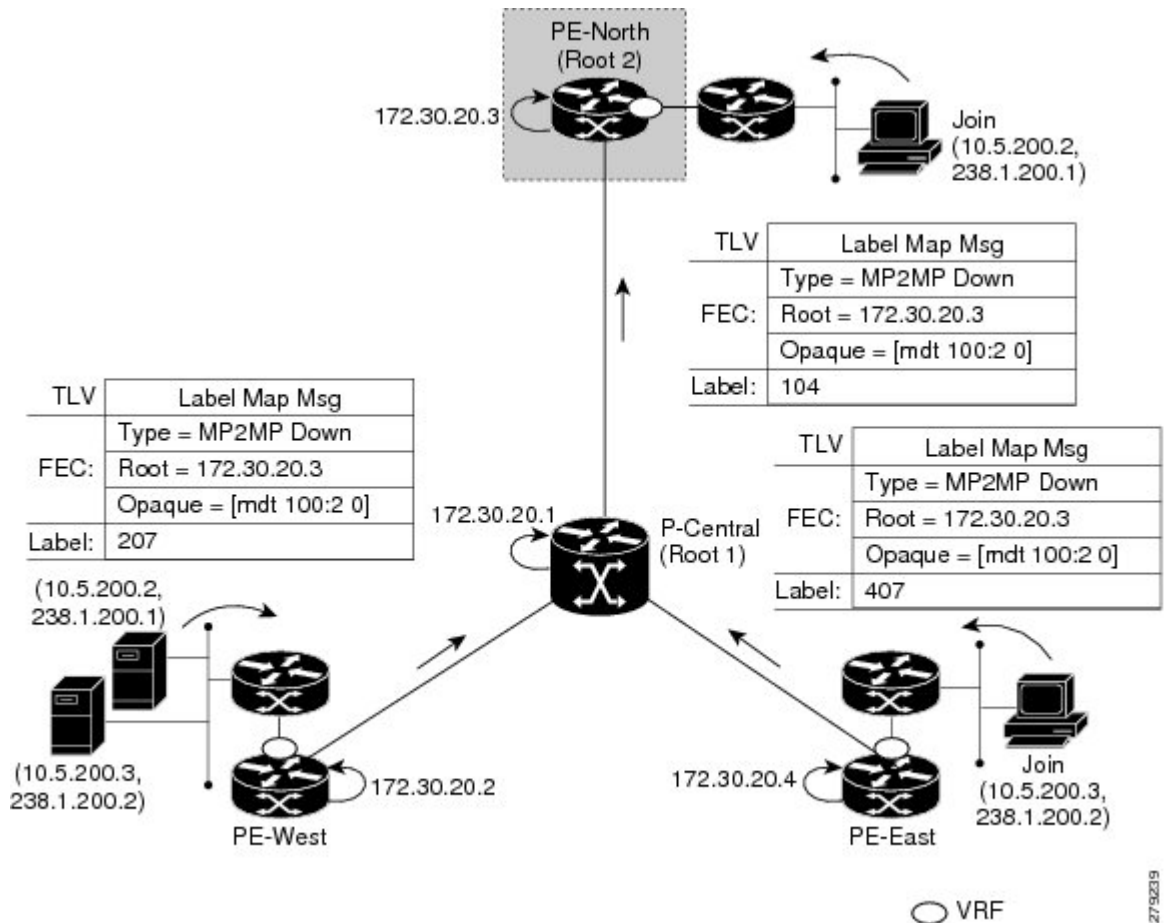 PE-North
(Root 2)
172.30.20.3
Join
(10.5.200.2,
238.1.200.1)
TLV
Label Map Msg
Type = MP2MP Down
FEC:
Root = 172.30.20.3
Opaque = [mdt 100:2 0]
Label:
104
TLV
Label Map Msg
Type = MP2MP Down
FEC:
Root = 172.30.20.3
Opaque = [mdt 100:2 0]
Label:
207
TLV
Label Map Msg
Type = MP2MP Down
FEC:
Root = 172.30.20.3
Opaque = [mdt 100:2 0]
Label:
407
172.30.20.1
P-Central
(Root 1)
(10.5.200.2,
238.1.200.1)
(10.5.200.3,
238.1.200.2)
172.30.20.2
PE-West
172.30.20.4
PE-East
Join
(10.5.200.3,
238.1.200.2)
VRF
279239